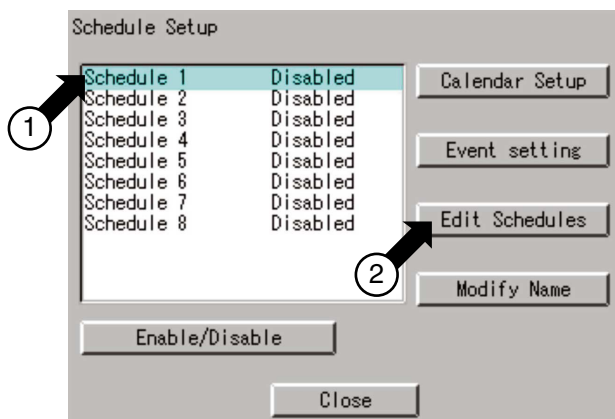 Schedule Setup
Schedule 1 Disabled
Schedule 2 Disabled
Schedule 3 Disabled
Schedule 4 Disabled
Schedule 5 Disabled
Schedule 6 Disabled
Schedule 7 Disabled
Schedule 8 Disabled
1
2
Calendar Setup
Event setting
Edit Schedules
Modify Name
Enable/Disable
Close